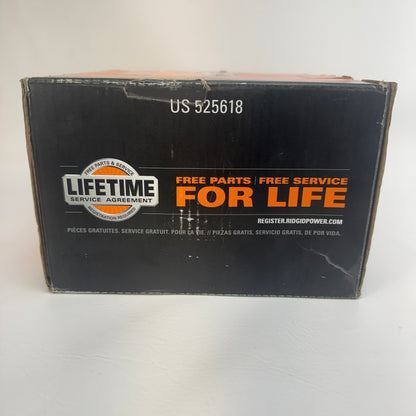 US 525618
FREE PARTS & SERVICE
LIFETIME
SERVICE AGREEMENT
REGISTRATION REQUIRED
FREE PARTS | FREE SERVICE
FOR LIFE
REGISTER.RIDGIDPOWER.COM
PIÈCES GRATUITES. SERVICE GRATUIT. POUR LA VIE. // PIEZAS GRATIS, SERVICIO GRATIS, DE POR VIDA.